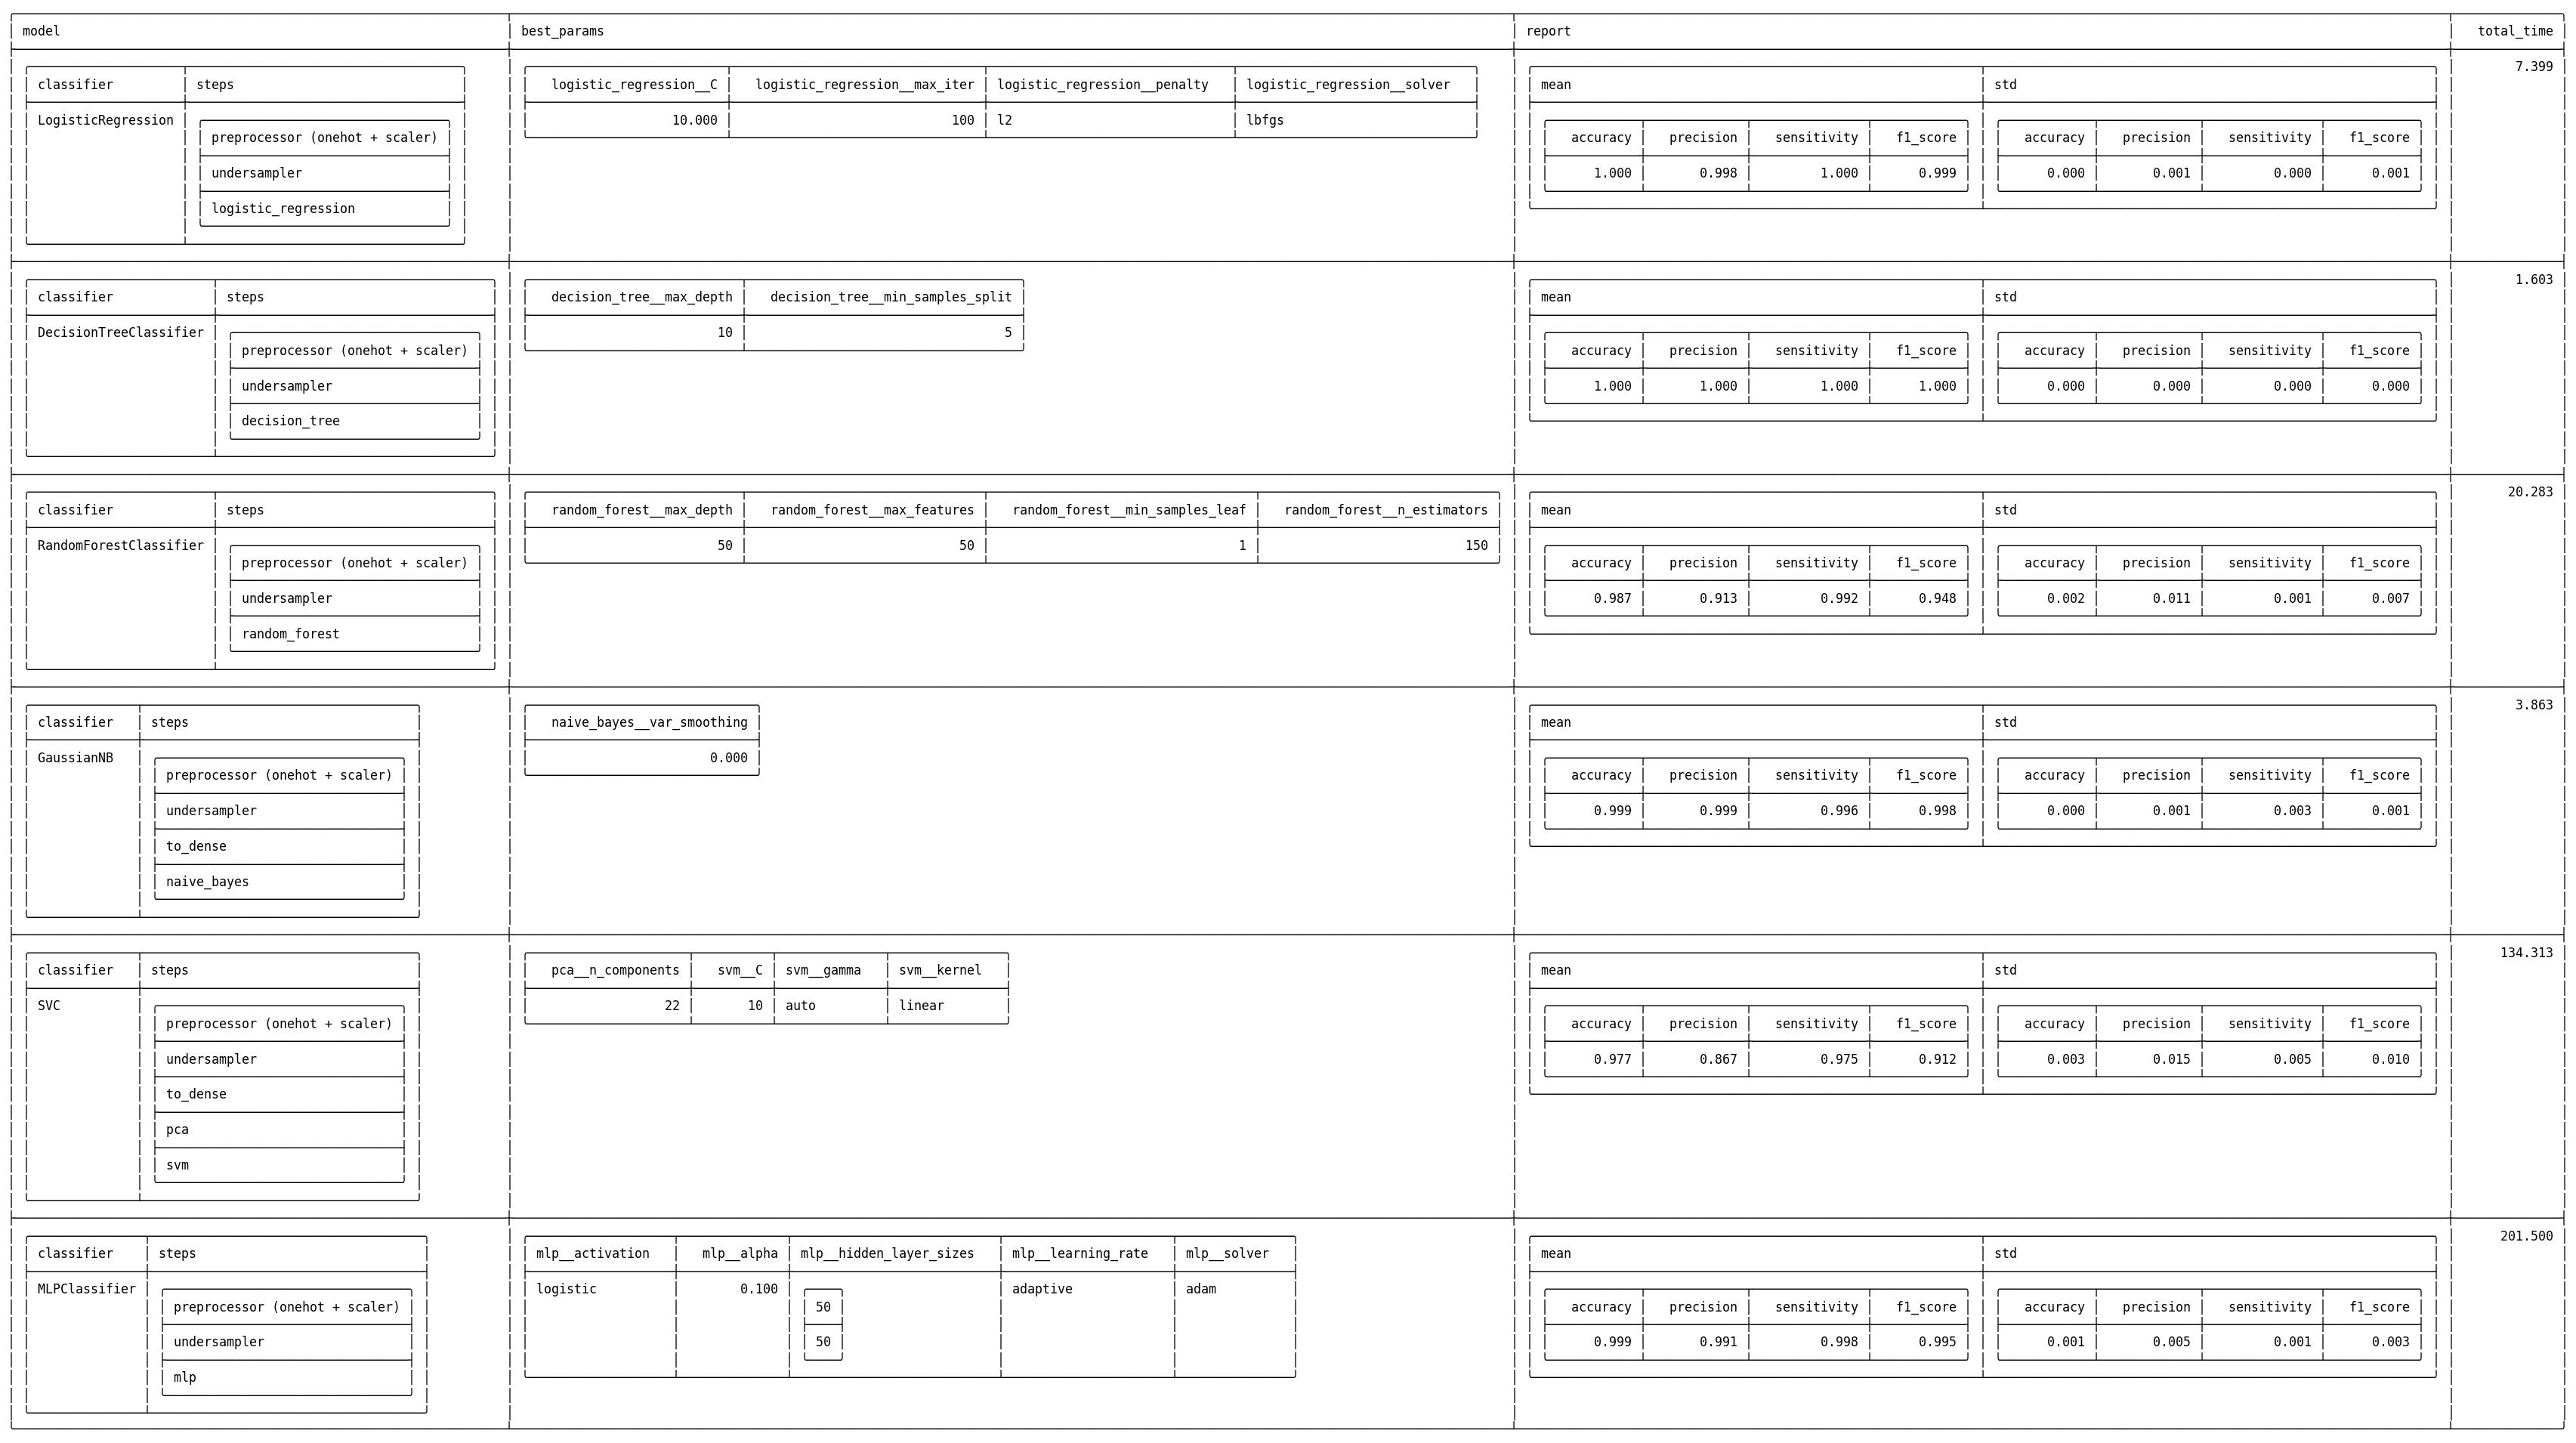 model best_params report total_time
classifier steps logistic_regression__C logistic_regression__max_iter logistic_regression__penalty logistic_regression__solver mean std 7.399
LogisticRegression preprocessor (onehot + scaler) 10.000 100 l2 lbfgs accuracy precision sensitivity f1_score accuracy precision sensitivity f1_score
undersampler 1.000 0.998 1.000 0.999 0.000 0.001 0.000 0.001
logistic_regression
classifier steps decision_tree__max_depth decision_tree__min_samples_split mean std 1.603
DecisionTreeClassifier preprocessor (onehot + scaler) 10 5 accuracy precision sensitivity f1_score accuracy precision sensitivity f1_score
undersampler 1.000 1.000 1.000 1.000 0.000 0.000 0.000 0.000
decision_tree
classifier steps random_forest__max_depth random_forest__max_features random_forest__min_samples_leaf random_forest__n_estimators mean std 20.283
RandomForestClassifier preprocessor (onehot + scaler) 50 50 1 150 accuracy precision sensitivity f1_score accuracy precision sensitivity f1_score
undersampler 0.987 0.913 0.992 0.948 0.002 0.011 0.001 0.007
random_forest
classifier steps naive_bayes__var_smoothing mean std 3.863
GaussianNB preprocessor (onehot + scaler) 0.000 accuracy precision sensitivity f1_score accuracy precision sensitivity f1_score
undersampler 0.999 0.999 0.996 0.998 0.000 0.001 0.003 0.001
to_dense
naive_bayes
classifier steps pca__n_components svm__C svm__gamma svm__kernel mean std 134.313
SVC preprocessor (onehot + scaler) 22 10 auto linear accuracy precision sensitivity f1_score accuracy precision sensitivity f1_score
undersampler 0.977 0.867 0.975 0.912 0.003 0.015 0.005 0.010
to_dense
pca
svm
classifier steps mlp__activation mlp__alpha mlp__hidden_layer_sizes mlp__learning_rate mlp__solver mean std 201.500
MLPClassifier preprocessor (onehot + scaler) logistic 0.100 50 adaptive adam accuracy precision sensitivity f1_score accuracy precision sensitivity f1_score
undersampler 50 0.999 0.991 0.998 0.995 0.001 0.005 0.001 0.003
mlp